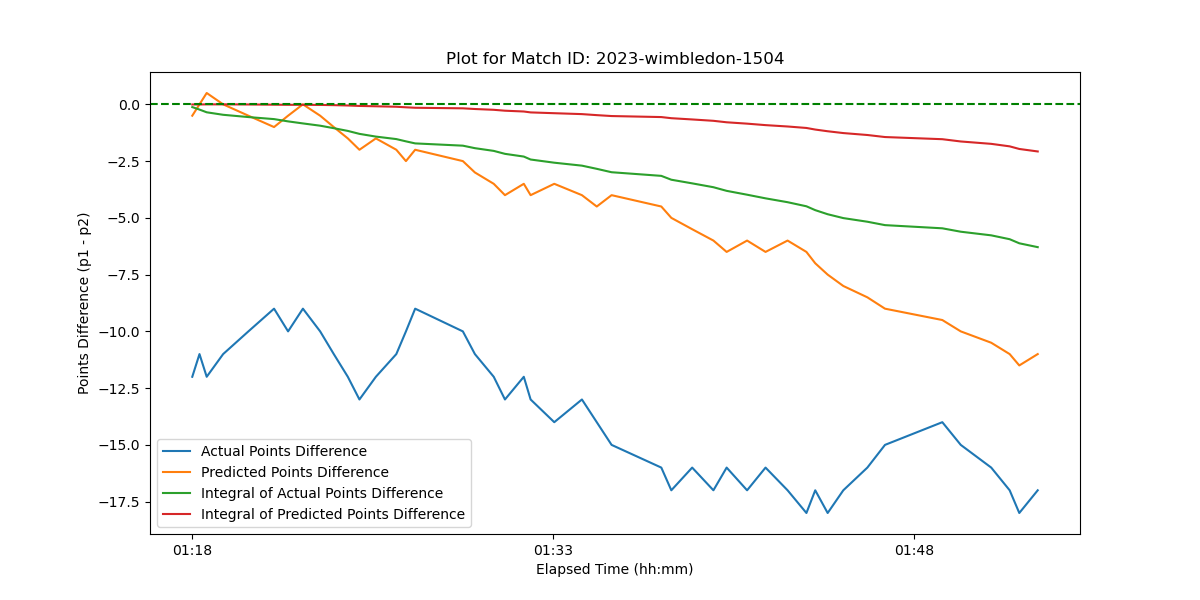 Plot for Match ID: 2023-wimbledon-1504
Points Difference (p1 - p2)
0.0
−2.5
−5.0
−7.5
−10.0
−12.5
−15.0
−17.5
Actual Points Difference
Predicted Points Difference
Integral of Actual Points Difference
Integral of Predicted Points Difference
01:18
01:33
01:48
Elapsed Time (hh:mm)